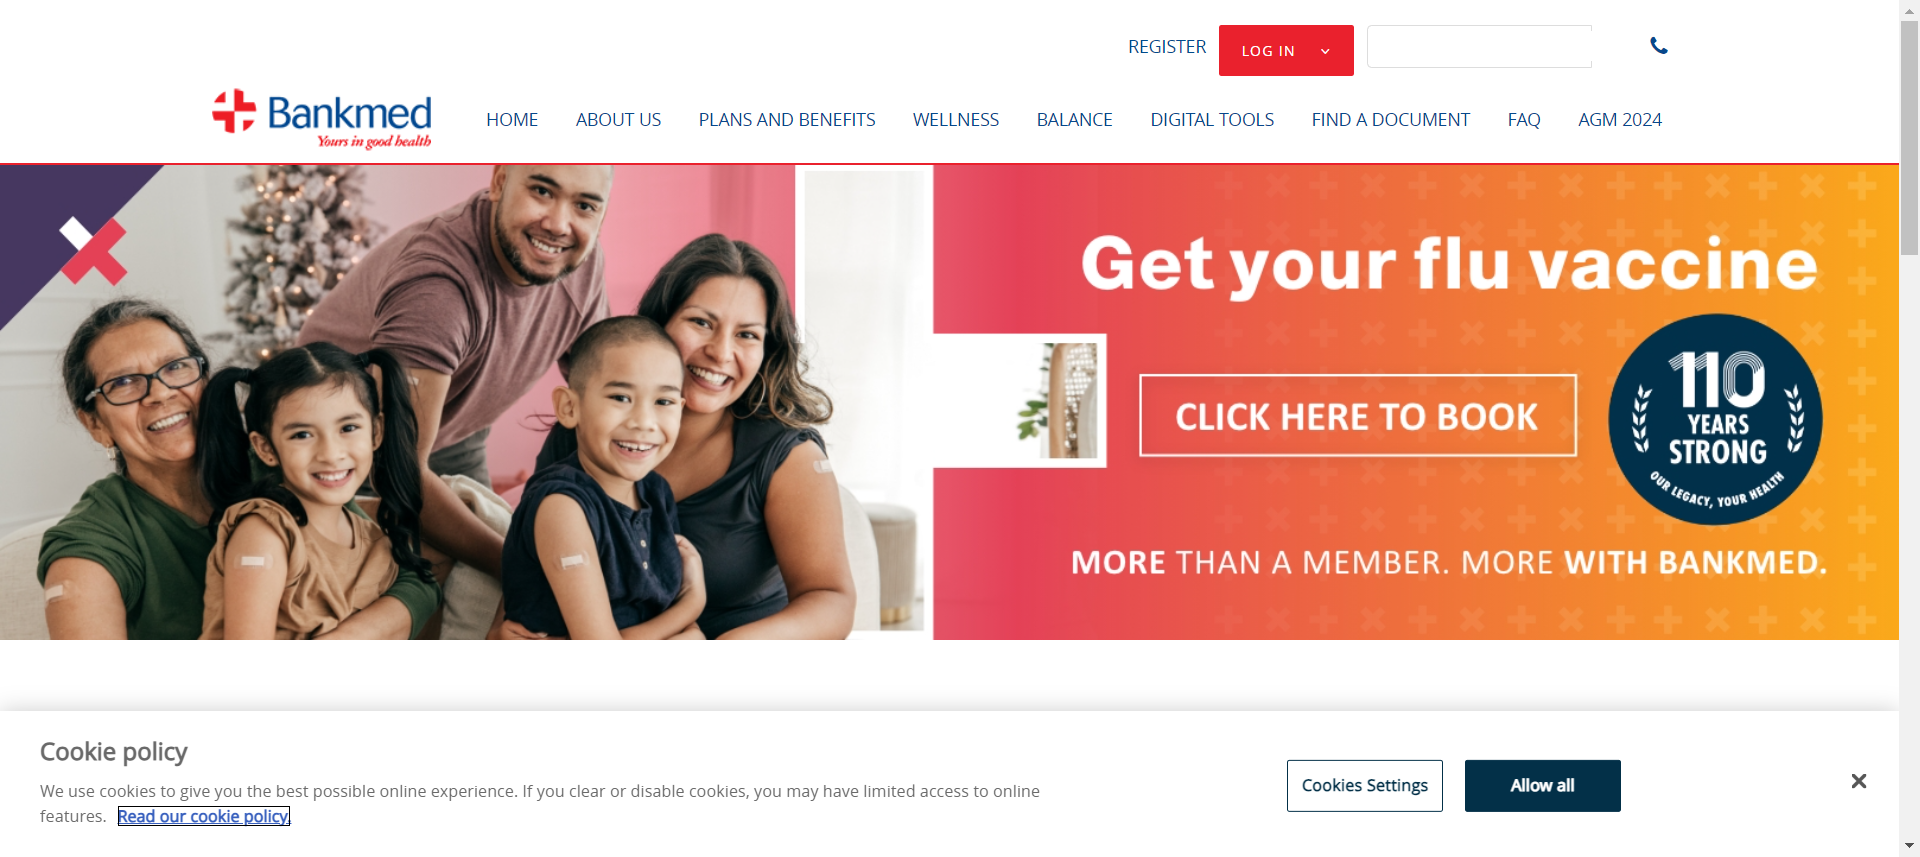 REGISTER
LOG IN
Bankmed
Yours in good health
HOME
ABOUT US
PLANS AND BENEFITS
WELLNESS
BALANCE
DIGITAL TOOLS
FIND A DOCUMENT
FAQ
AGM 2024
Get your flu vaccine
CLICK HERE TO BOOK
110
YEARS
STRONG
OUR LEGACY, YOUR HEALTH
MORE THAN A MEMBER. MORE WITH BANKMED.
Cookie policy
We use cookies to give you the best possible online experience. If you clear or disable cookies, you may have limited access to online
features. Read our cookie policy.
Cookies Settings
Allow all